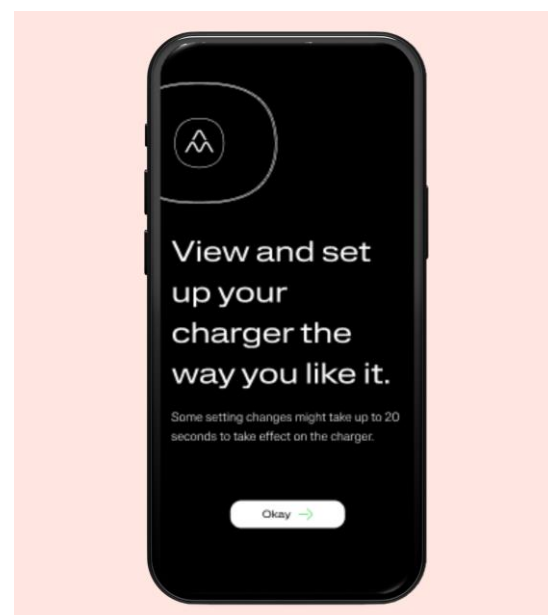 View and set
up your
charger the
way you like it.
Some setting changes might take up to 20
seconds to take effect on the charger.
Okay